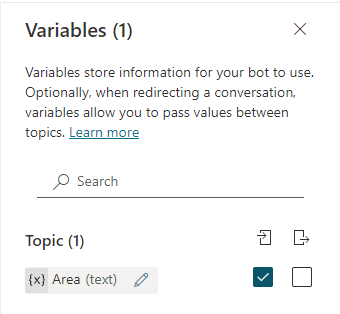 Variables (1)
Variables store information for your bot to use.
Optionally, when redirecting a conversation,
variables allow you to pass values between
topics. Learn more
Search
Topic (1)
{x} Area (text)